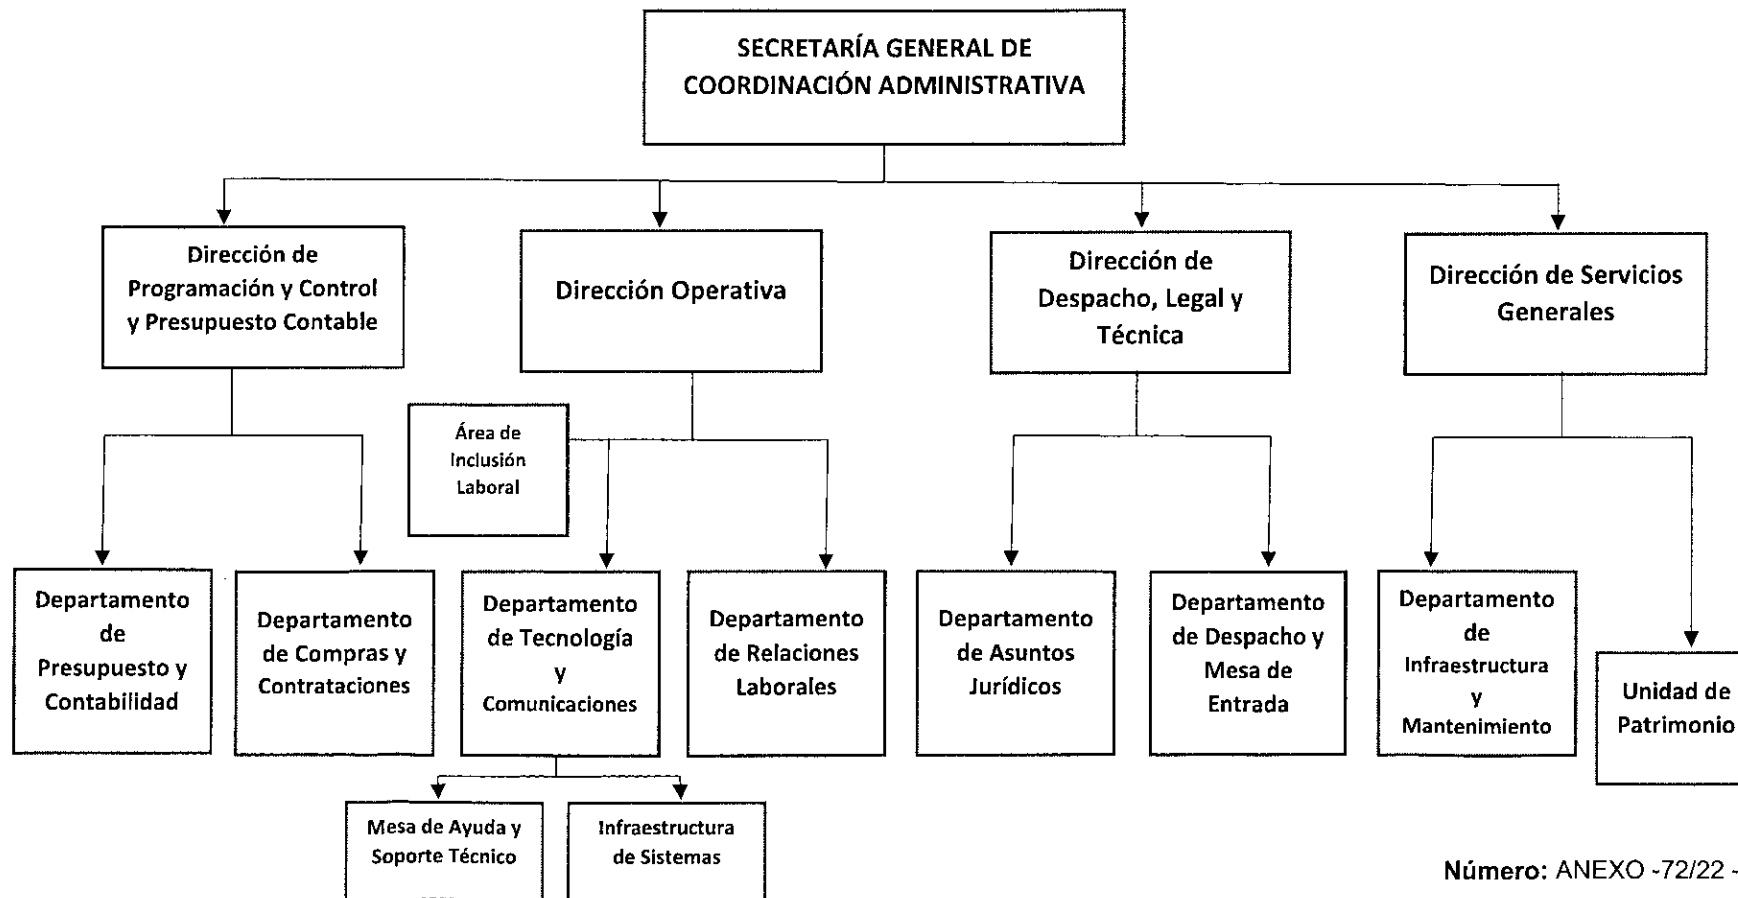 SECRETARÍA GENERAL DE
COORDINACIÓN ADMINISTRATIVA
Dirección de
Programación y Control
y Presupuesto Contable
Dirección Operativa
Dirección de
Despacho, Legal y
Técnica
Dirección de Servicios
Generales
Área de
Inclusión
Laboral
Departamento
de
Presupuesto y
Contabilidad
Departamento
de Compras y
Contrataciones
Departamento
de Tecnología
y
Comunicaciones
Departamento
de Relaciones
Laborales
Departamento
de Asuntos
Jurídicos
Departamento
de Despacho y
Mesa de
Entrada
Departamento
de
Infraestructura
y
Mantenimiento
Unidad de
Patrimonio
Mesa de Ayuda y
Soporte Técnico
Infraestructura
de Sistemas
Número: ANEXO -72/22 -